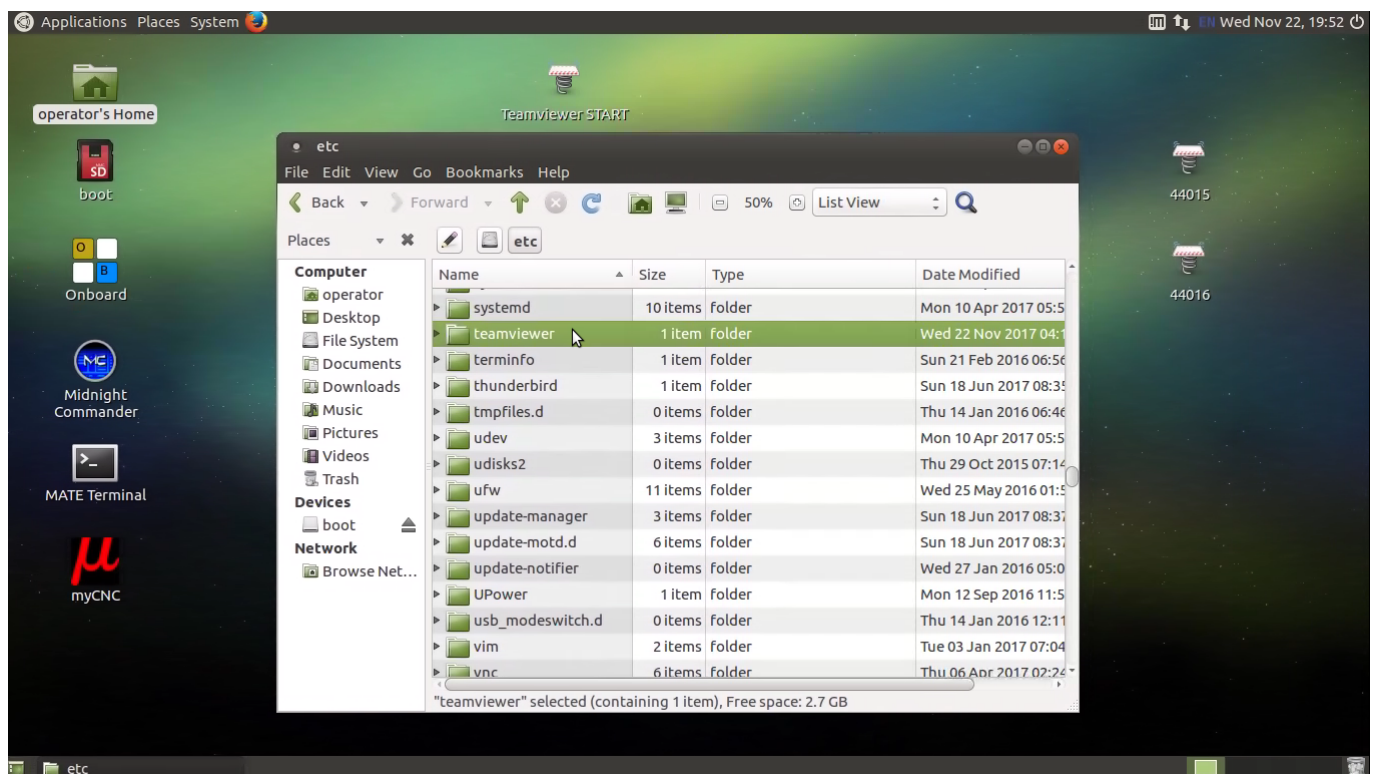 Applications Places System
EN Wed Nov 22, 19:52
operator's Home
boot
SD
Onboard
O
B
Midnight
Commander
MC
MATE Terminal
>_
myCNC
μ
Teamviewer START
44015
44016
etc
File Edit View Go Bookmarks Help
Back Forward 50% List View
Places etc
Computer
operator
Desktop
File System
Documents
Downloads
Music
Pictures
Videos
Trash
Devices
boot
Network
Browse Net...
Name Size Type Date Modified
systemd 10 items folder Mon 10 Apr 2017 05:5
teamviewer 1 item folder Wed 22 Nov 2017 04:1
terminfo 1 item folder Sun 21 Feb 2016 06:56
thunderbird 1 item folder Sun 18 Jun 2017 08:35
tmpfiles.d 0 items folder Thu 14 Jan 2016 06:46
udev 3 items folder Mon 10 Apr 2017 05:5
udisks2 0 items folder Thu 29 Oct 2015 07:14
ufw 11 items folder Wed 25 May 2016 01:5
update-manager 3 items folder Sun 18 Jun 2017 08:37
update-motd.d 6 items folder Sun 18 Jun 2017 08:37
update-notifier 0 items folder Wed 27 Jan 2016 05:0
UPower 1 item folder Mon 12 Sep 2016 11:5
usb_modeswitch.d 0 items folder Thu 14 Jan 2016 12:11
vim 2 items folder Tue 03 Jan 2017 07:04
vnc 6 items folder Thu 06 Apr 2017 02:24
"teamviewer" selected (containing 1 item), Free space: 2.7 GB
etc